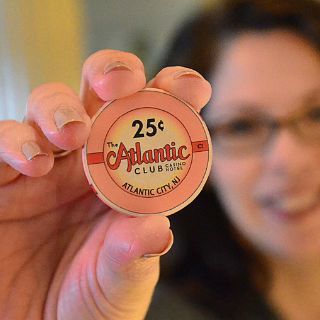 25¢
The
Atlantic
CLUB CASINO HOTEL
ATLANTIC CITY, NJ